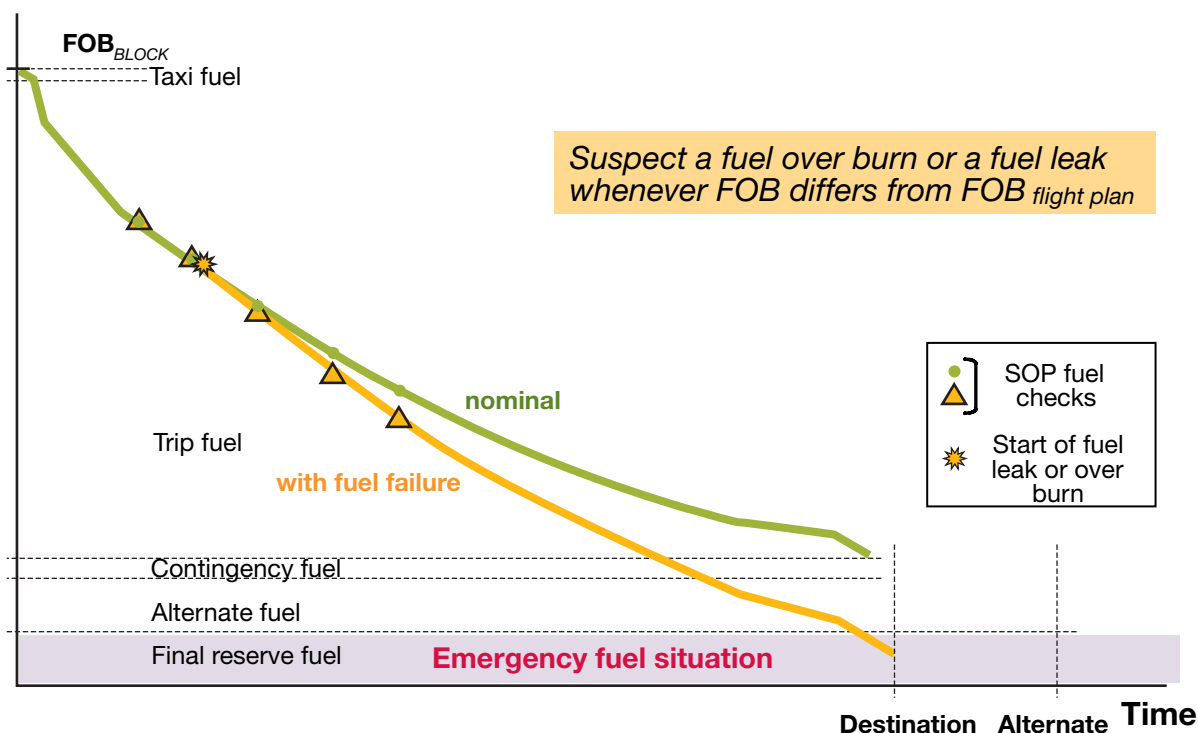 FOB BLOCK
Taxi fuel
Suspect a fuel over burn or a fuel leak
whenever FOB differs from FOB flight plan
SOP fuel
checks
nominal
Start of fuel
leak or over
burn
Trip fuel
with fuel failure
Contingency fuel
Alternate fuel
Final reserve fuel
Emergency fuel situation
Destination
Alternate
Time